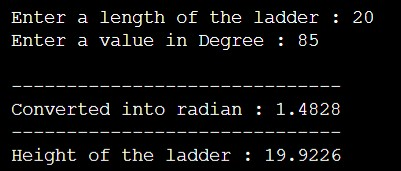 Enter a length of the ladder : 20
Enter a value in Degree : 85
------------------------------
Converted into radian : 1.4828
------------------------------
Height of the ladder : 19.9226